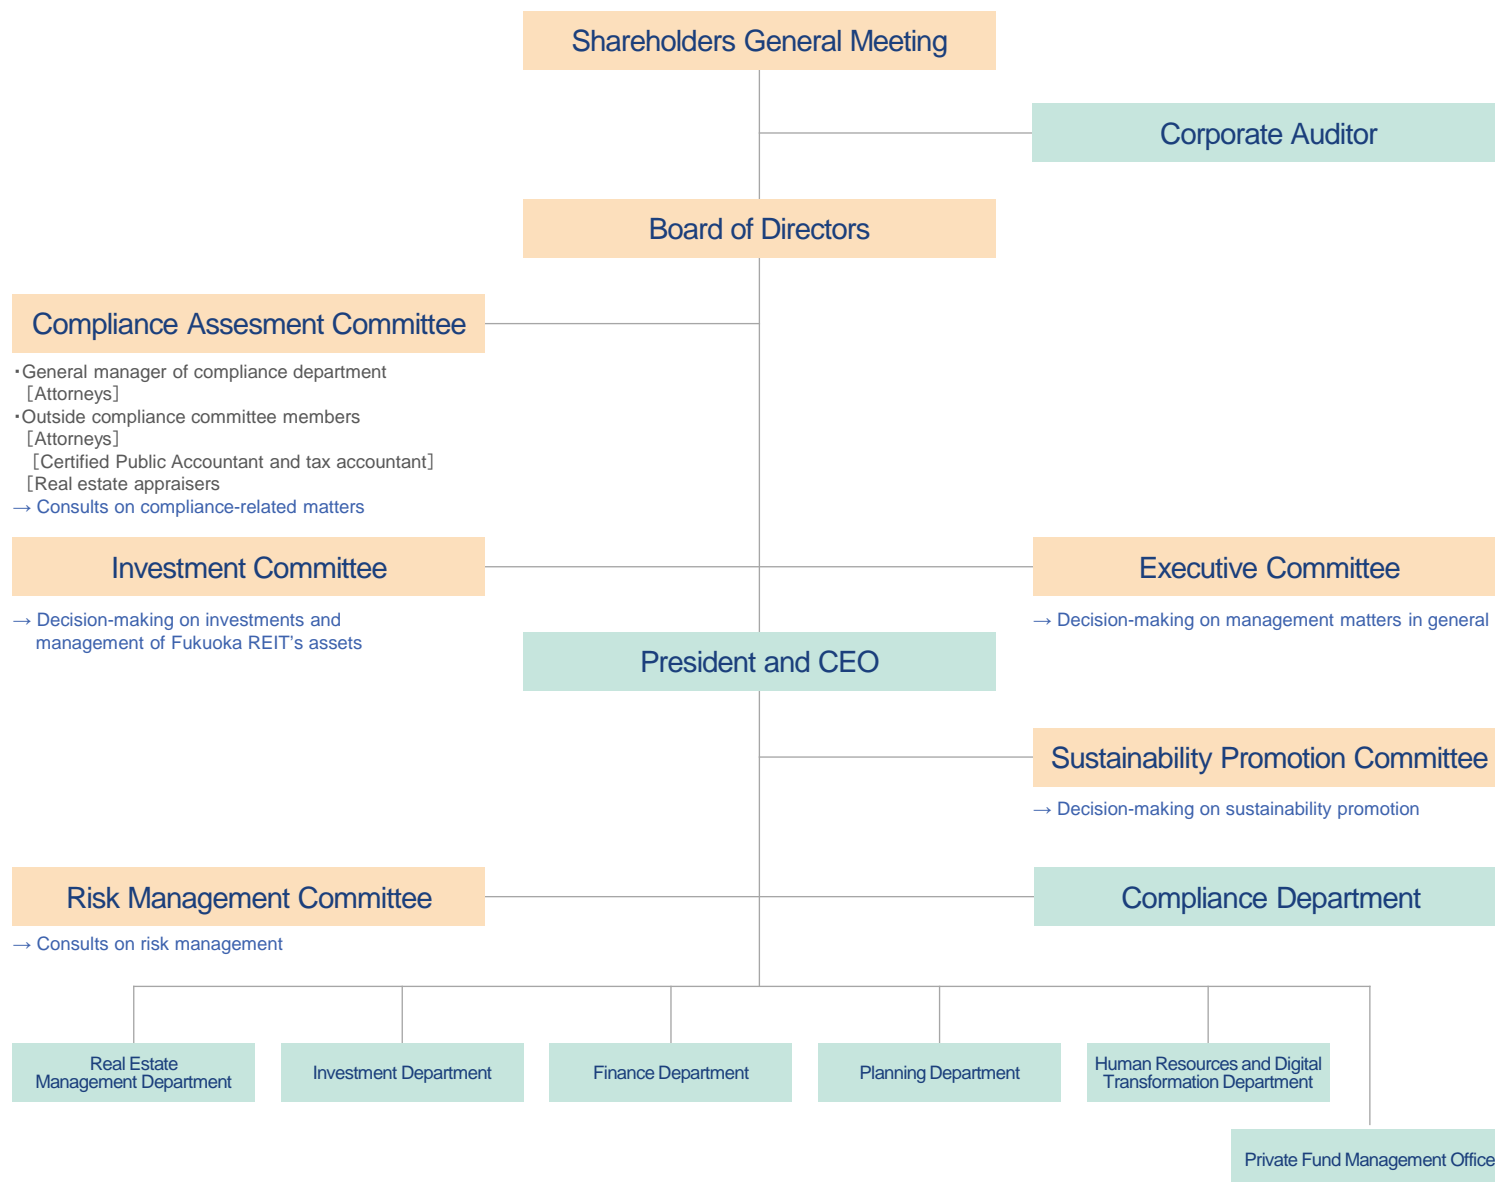 Shareholders General Meeting
Corporate Auditor
Board of Directors
Compliance Assesment Committee
・General manager of compliance department
［Attorneys］
・Outside compliance committee members
［Attorneys］
［Certified Public Accountant and tax accountant］
［Real estate appraisers
→ Consults on compliance-related matters
Investment Committee
→ Decision-making on investments and
management of Fukuoka REIT’s assets
Executive Committee
→ Decision-making on management matters in general
President and CEO
Sustainability Promotion Committee
→ Decision-making on sustainability promotion
Risk Management Committee
→ Consults on risk management
Compliance Department
Real Estate
Management Department
Investment Department
Finance Department
Planning Department
Human Resources and Digital
Transformation Department
Private Fund Management Office